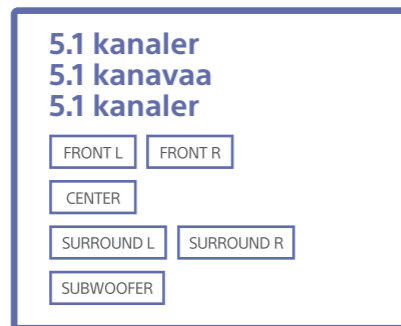 5.1 kanaler
5.1 kanavaa
5.1 kanaler
FRONT L FRONT R
CENTER
SURROUND L SURROUND R
SUBWOOFER